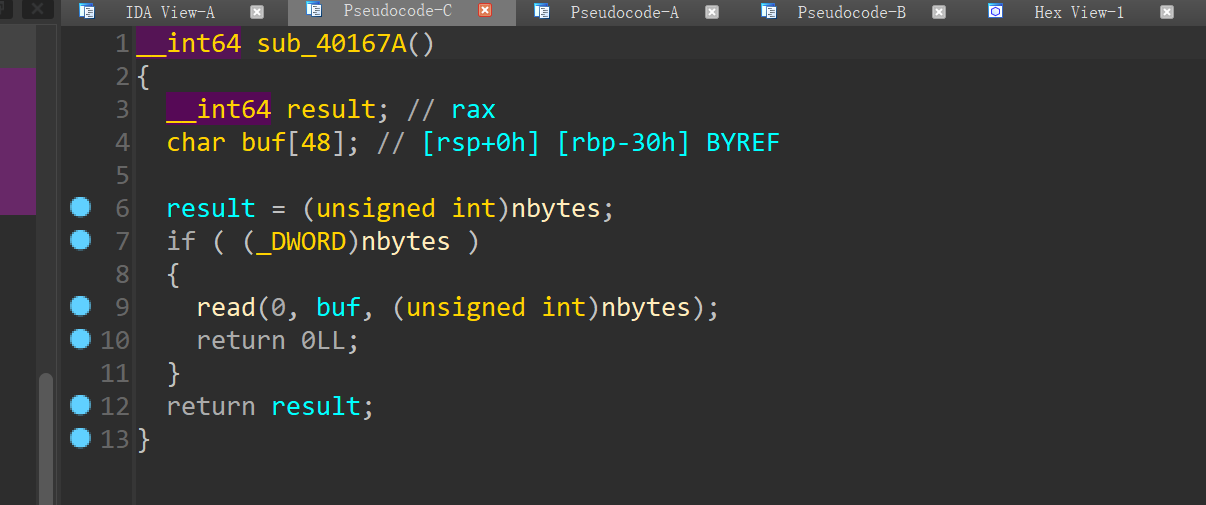 IDA View-A Pseudocode-C Pseudocode-A Pseudocode-B Hex View-1
1 __int64 sub_40167A()
2 {
3 __int64 result; // rax
4 char buf[48]; // [rsp+0h] [rbp-30h] BYREF
5
6 result = (unsigned int)nbytes;
7 if ( (_DWORD)nbytes )
8 {
9 read(0, buf, (unsigned int)nbytes);
10 return 0LL;
11 }
12 return result;
13 }